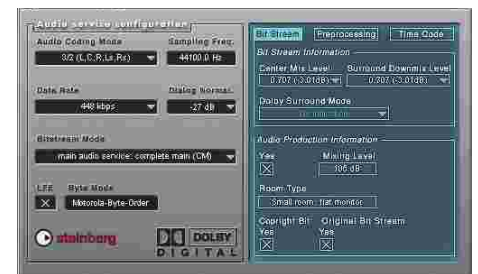 Audio service configuration
Audio Coding Mode Sampling Freq.
3/2 (L,C,R,Ls,Rs) 44100.0 Hz
Data Rate Dialog Normal.
448 kbps -27 dB
Bitstream Mode
main audio service: complete main (CM)
LFE Byte Mode
Motorola-Byte-Order
steinberg
DOLBY
DIGITAL
Bit Stream Preprocessing Time Code
Bit Stream Information
Center Mix Level Surround Downmix Level
0.707 (-3.01dB) 0.707 (-3.01dB)
Dolby Surround Mode
Audio Production Information
Yes Mixing Level
105 dB
Room Type
Small room, flat monitor
Copright Bit Original Bit Stream
Yes Yes